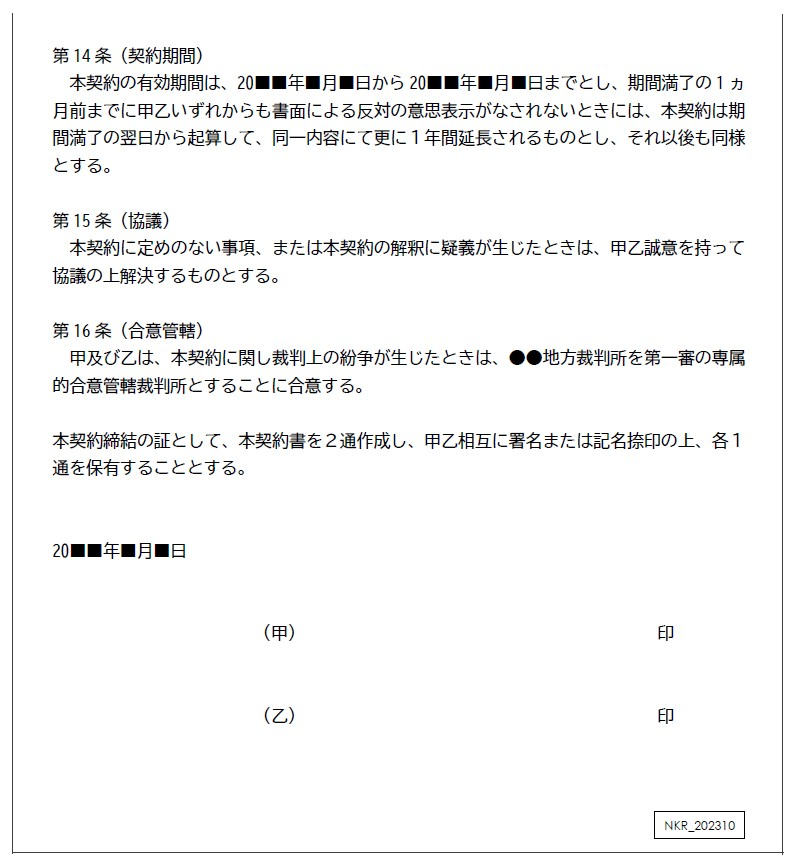 第14条（契約期間）
　本契約の有効期間は、20■■年■月■日から20■■年■月■日までとし、期間満了の１ヵ
月前までに甲乙いずれからも書面による反対の意思表示がなされないときには、本契約は期
間満了の翌日から起算して、同一内容にて更に１年間延長されるものとし、それ以後も同様
とする。
第15条（協議）
　本契約に定めのない事項、または本契約の解釈に疑義が生じたときは、甲乙誠意を持って
協議の上解決するものとする。
第16条（合意管轄）
　甲及び乙は、本契約に関し裁判上の紛争が生じたときは、●●地方裁判所を第一審の専属
的合意管轄裁判所とすることに合意する。
本契約締結の証として、本契約書を２通作成し、甲乙相互に署名または記名捺印の上、各１
通を保有することとする。
20■■年■月■日
（甲）　印
（乙）　印
NKR_202310